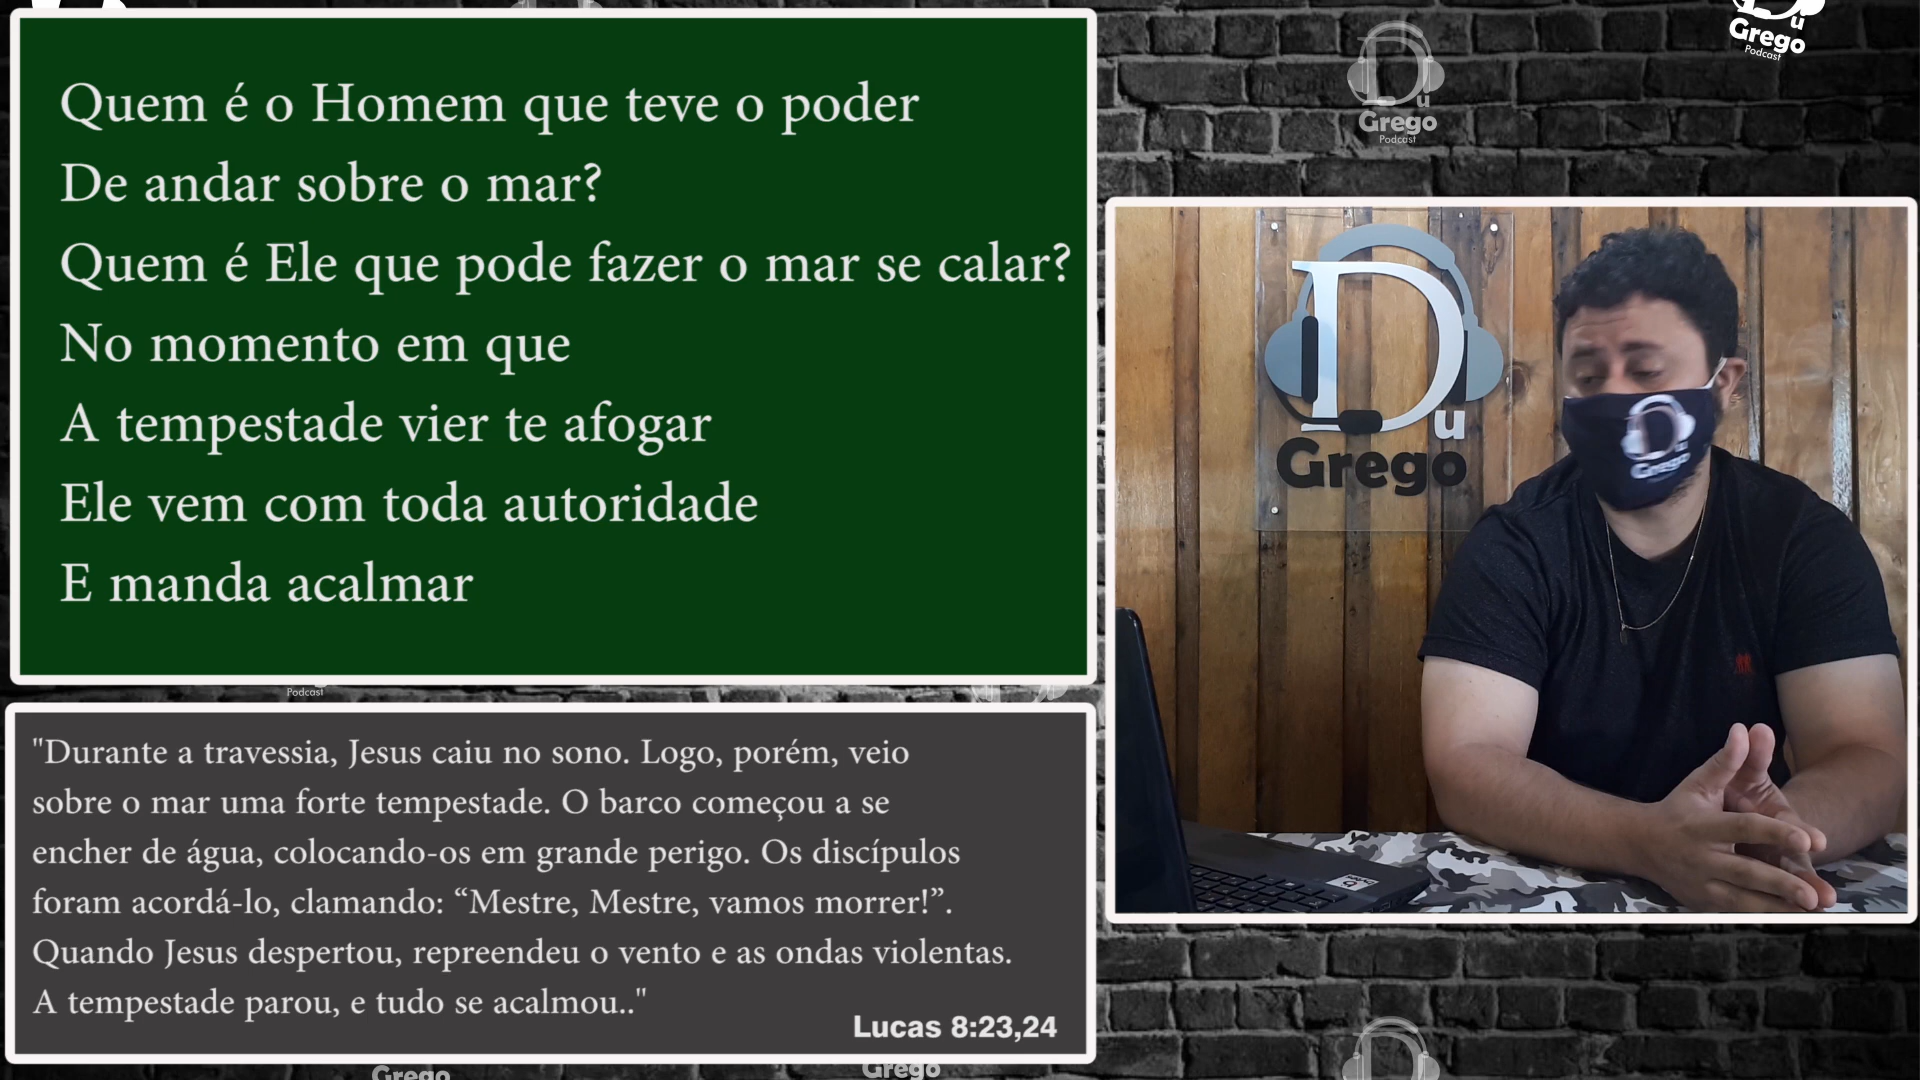 Quem é o Homem que teve o poder
De andar sobre o mar?
Quem é Ele que pode fazer o mar se calar?
No momento em que
A tempestade vier te afogar
Ele vem com toda autoridade
E manda acalmar
"Durante a travessia, Jesus caiu no sono. Logo, porém, veio
sobre o mar uma forte tempestade. O barco começou a se
encher de água, colocando-os em grande perigo. Os discípulos
foram acordá-lo, clamando: “Mestre, Mestre, vamos morrer!”.
Quando Jesus despertou, repreendeu o vento e as ondas violentas.
A tempestade parou, e tudo se acalmou.."
Lucas 8:23,24
Du
Grego
Podcast
Du
Grego
Podcast
Du
Grego
Du
Grego
Podcast
Grego
Grego